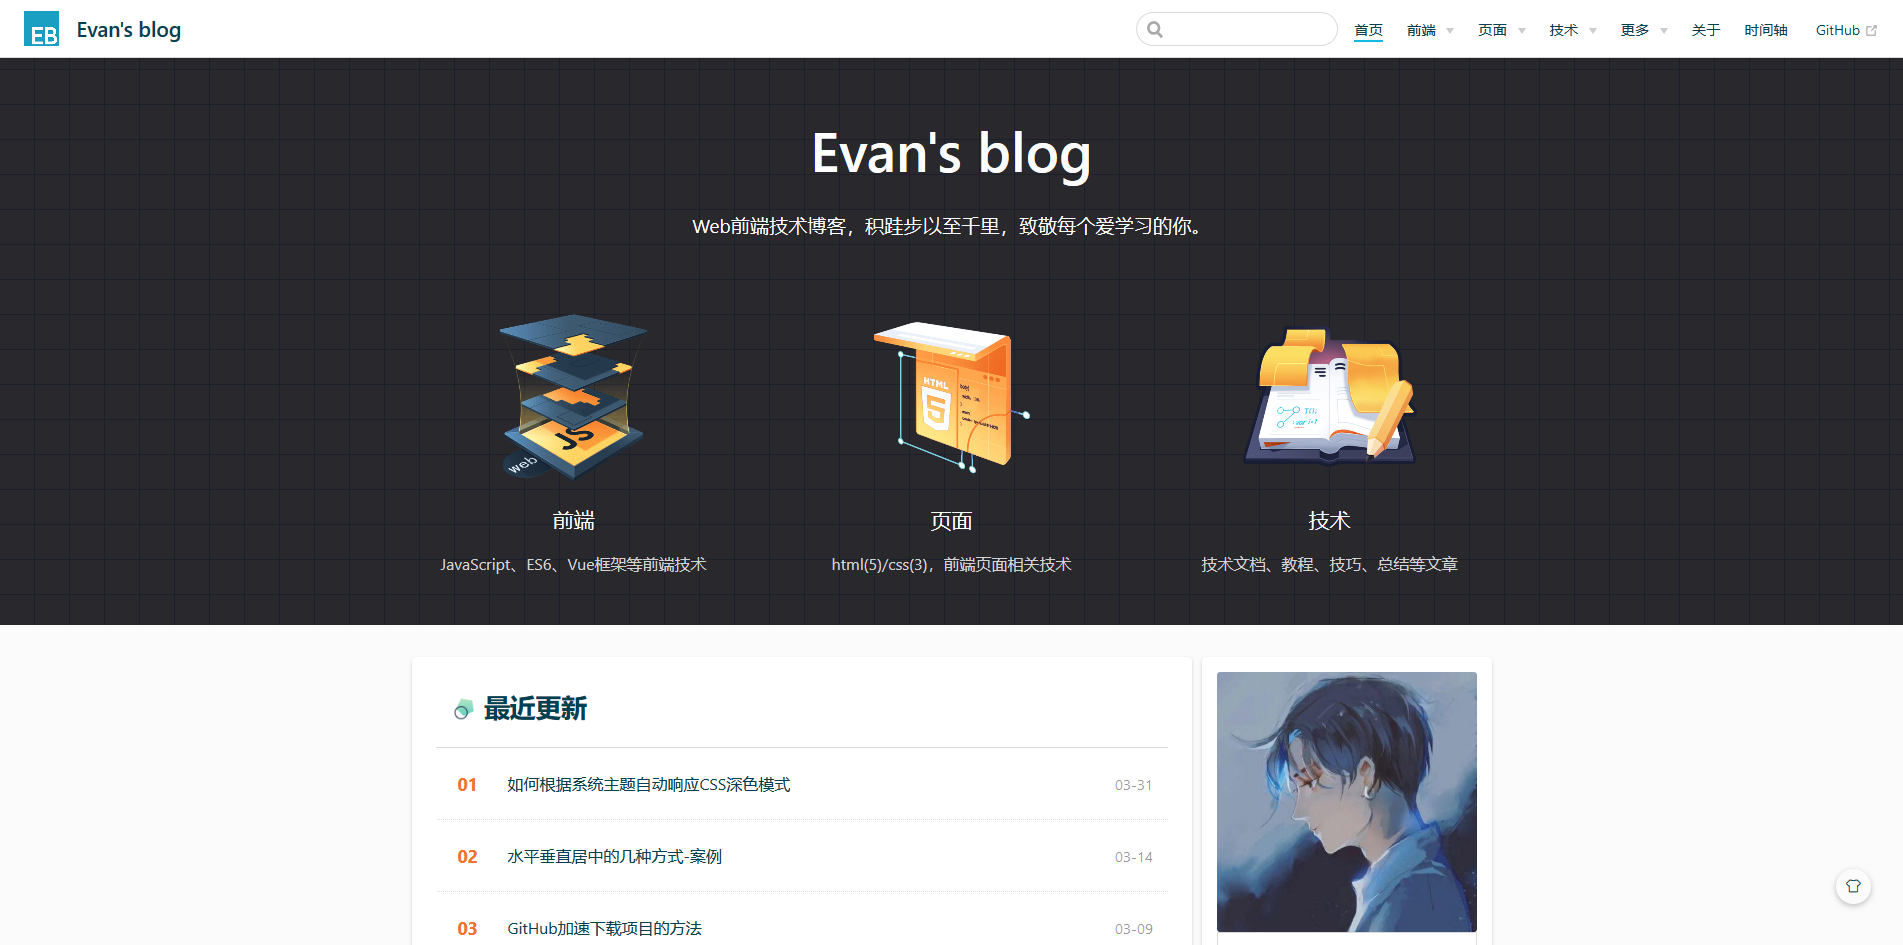 EB Evan's blog 首页 前端 页面 技术 更多 关于 时间轴 GitHub
Evan's blog
Web前端技术博客，积跬步以至千里，致敬每个爱学习的你。
JS
web
HTML
5
前端 页面 技术
JavaScript、ES6、Vue框架等前端技术 html(5)/css(3)，前端页面相关技术 技术文档、教程、技巧、总结等文章
最近更新
01 如何根据系统主题自动响应CSS深色模式 03-31
02 水平垂直居中的几种方式-案例 03-14
03 GitHub加速下载项目的方法 03-09